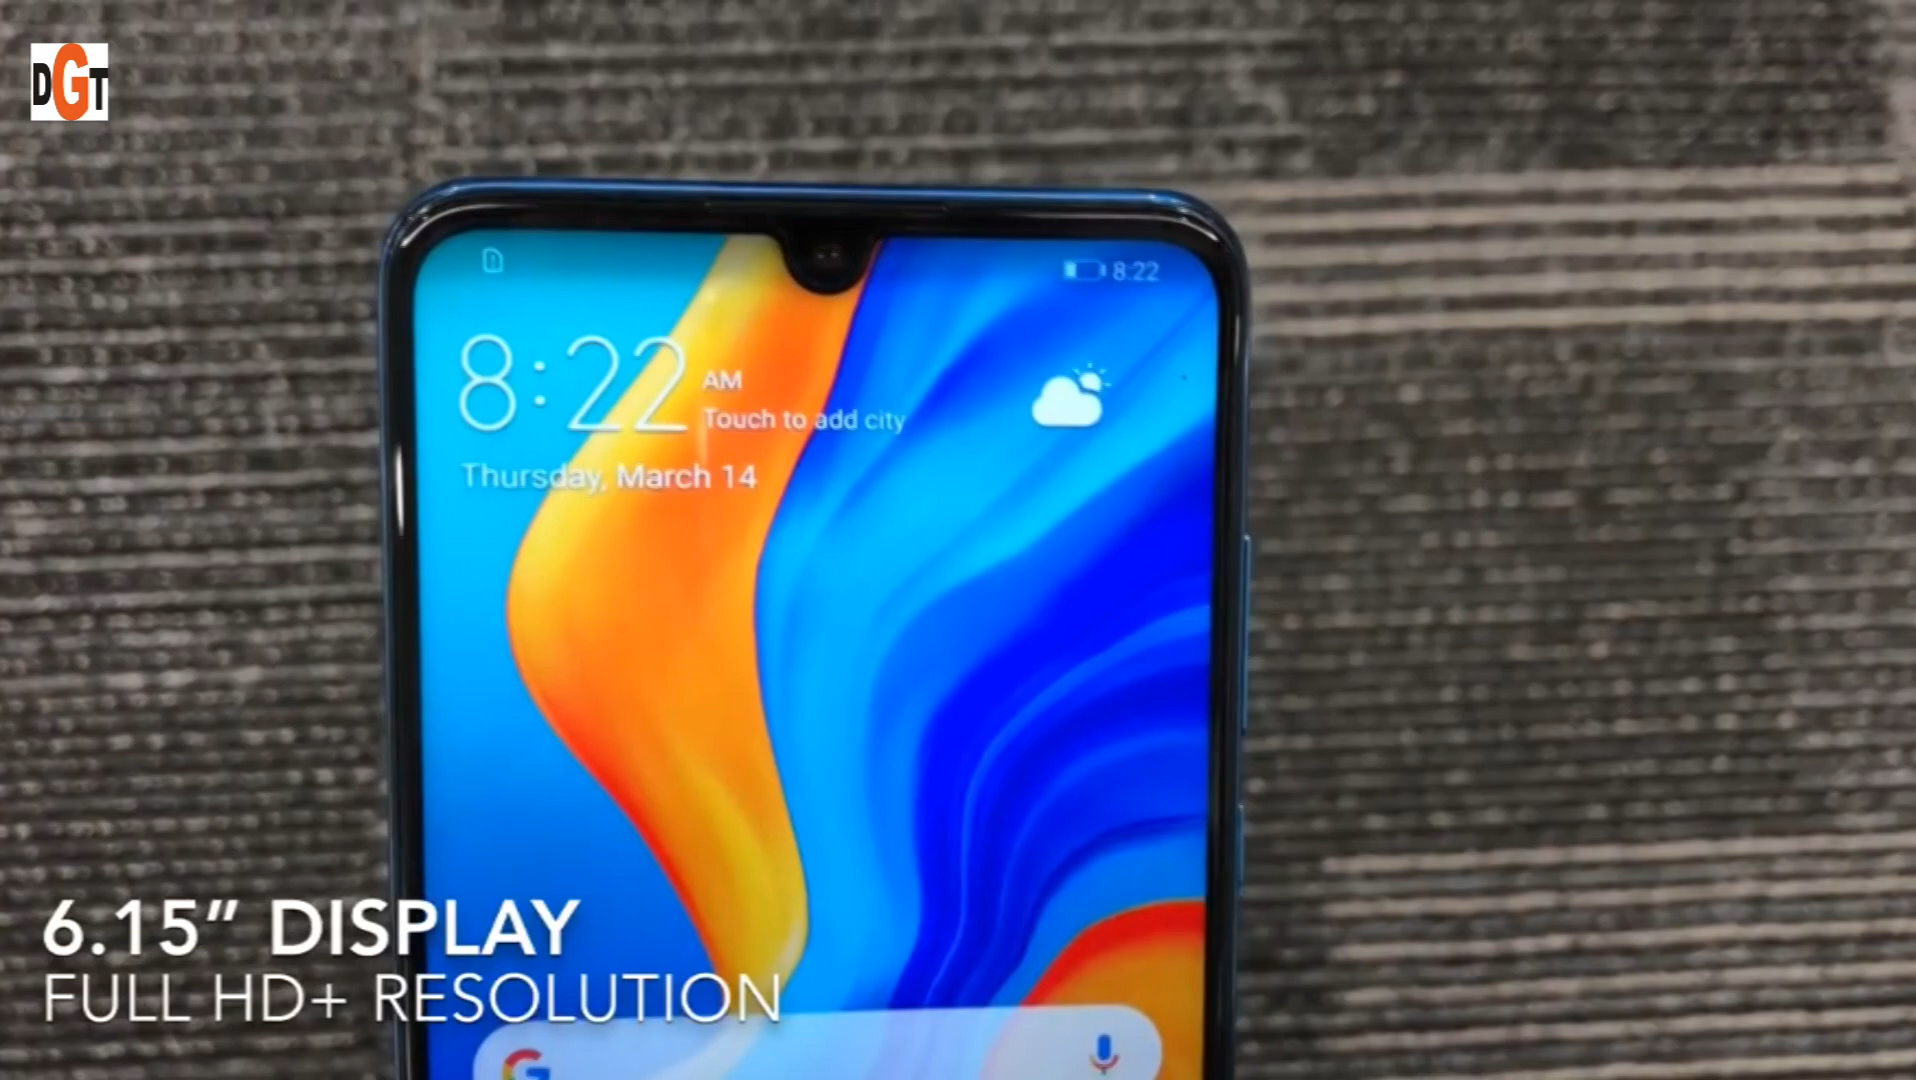 DGT
8:22
8:22 AM
Touch to add city
Thursday, March 14
6.15” DISPLAY
FULL HD+ RESOLUTION
G